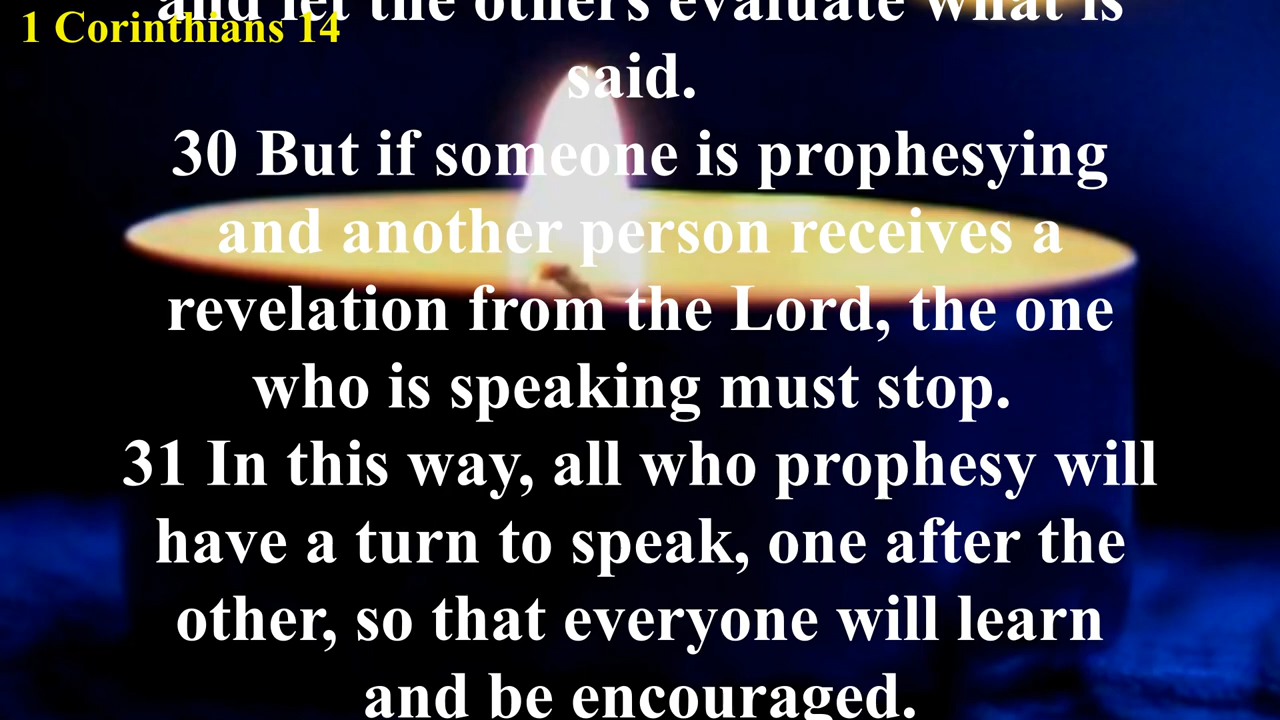 1 Corinthians 14
and let the others evaluate what is
said.
30 But if someone is prophesying
and another person receives a
revelation from the Lord, the one
who is speaking must stop.
31 In this way, all who prophesy will
have a turn to speak, one after the
other, so that everyone will learn
and be encouraged.